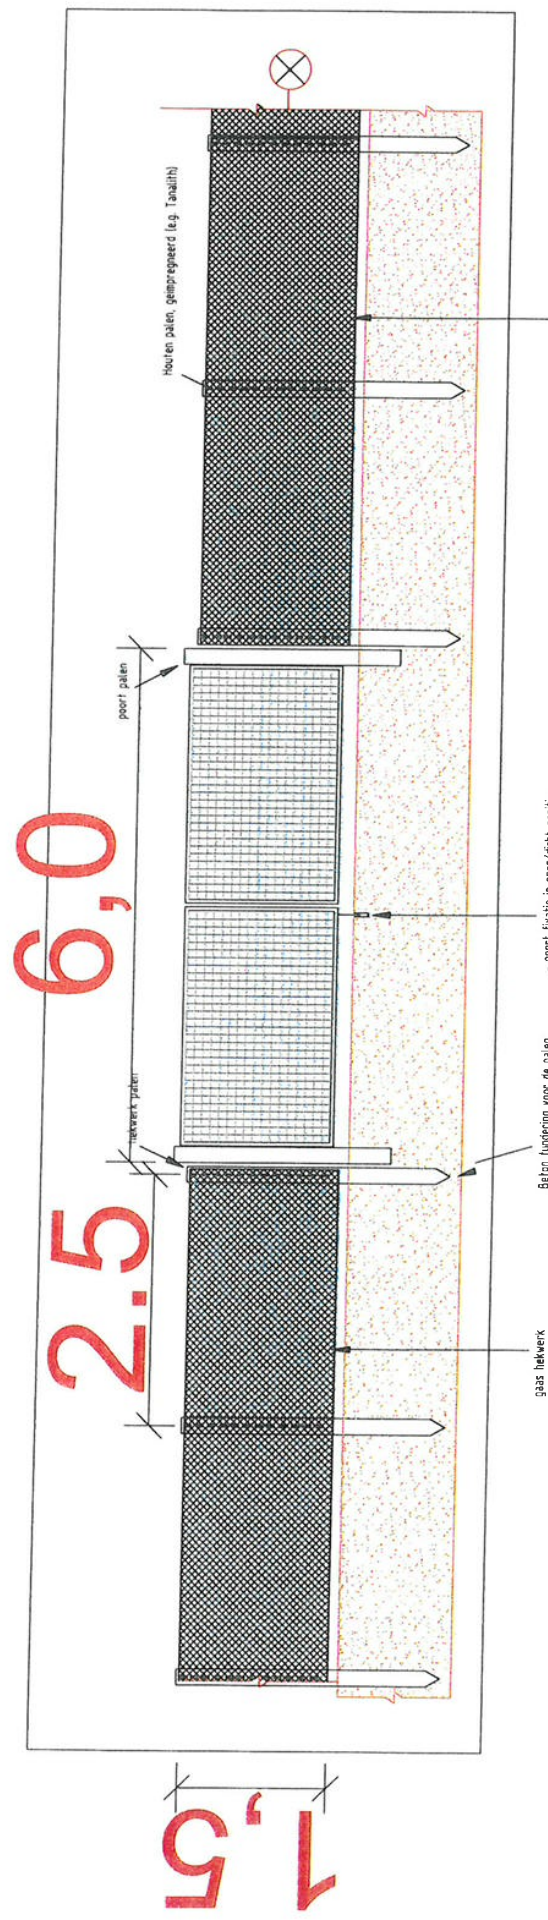 6,0
2.5
1,5
Houten palen, geimpregneerd (e.g. Tanalith)
poort palen
hekwerk palen
Beton fundering voor de palen
gaas hekwerk